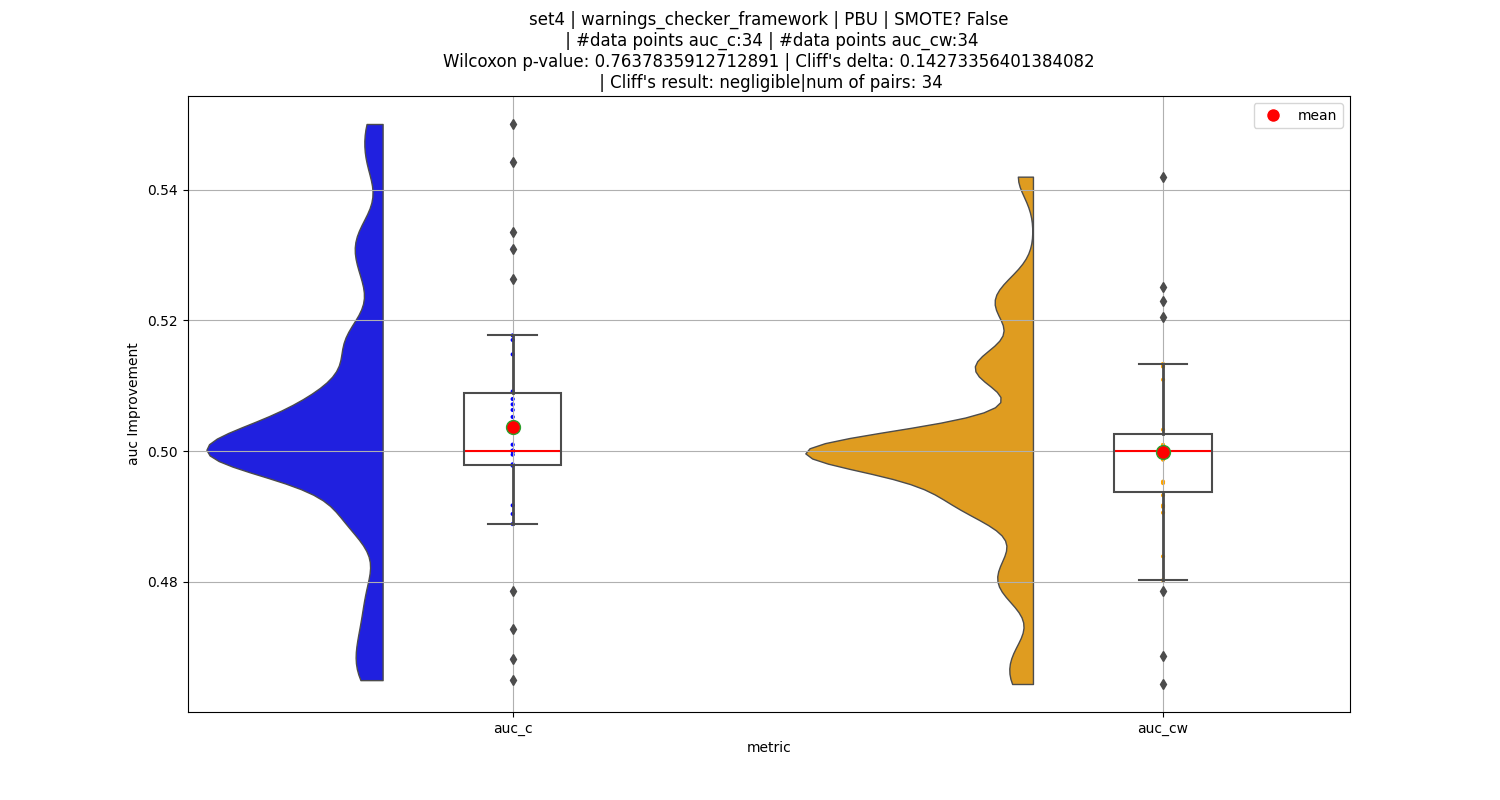 set4 | warnings_checker_framework | PBU | SMOTE? False
| #data points auc_c:34 | #data points auc_cw:34
Wilcoxon p-value: 0.7637835912712891 | Cliff's delta: 0.14273356401384082
| Cliff's result: negligible|num of pairs: 34
mean
0.54
0.52
0.50
0.48
auc Improvement
auc_c
auc_cw
metric